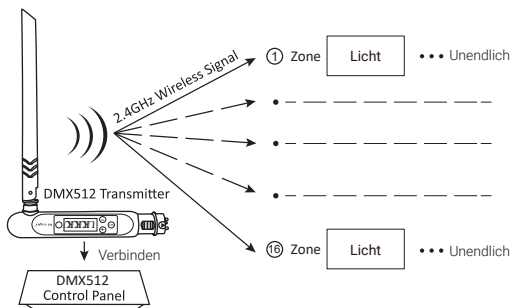 2.4GHz Wireless Signal
1 Zone Licht ••• Unendlich
DMX512 Transmitter
Verbinden
16 Zone Licht ••• Unendlich
DMX512
Control Panel